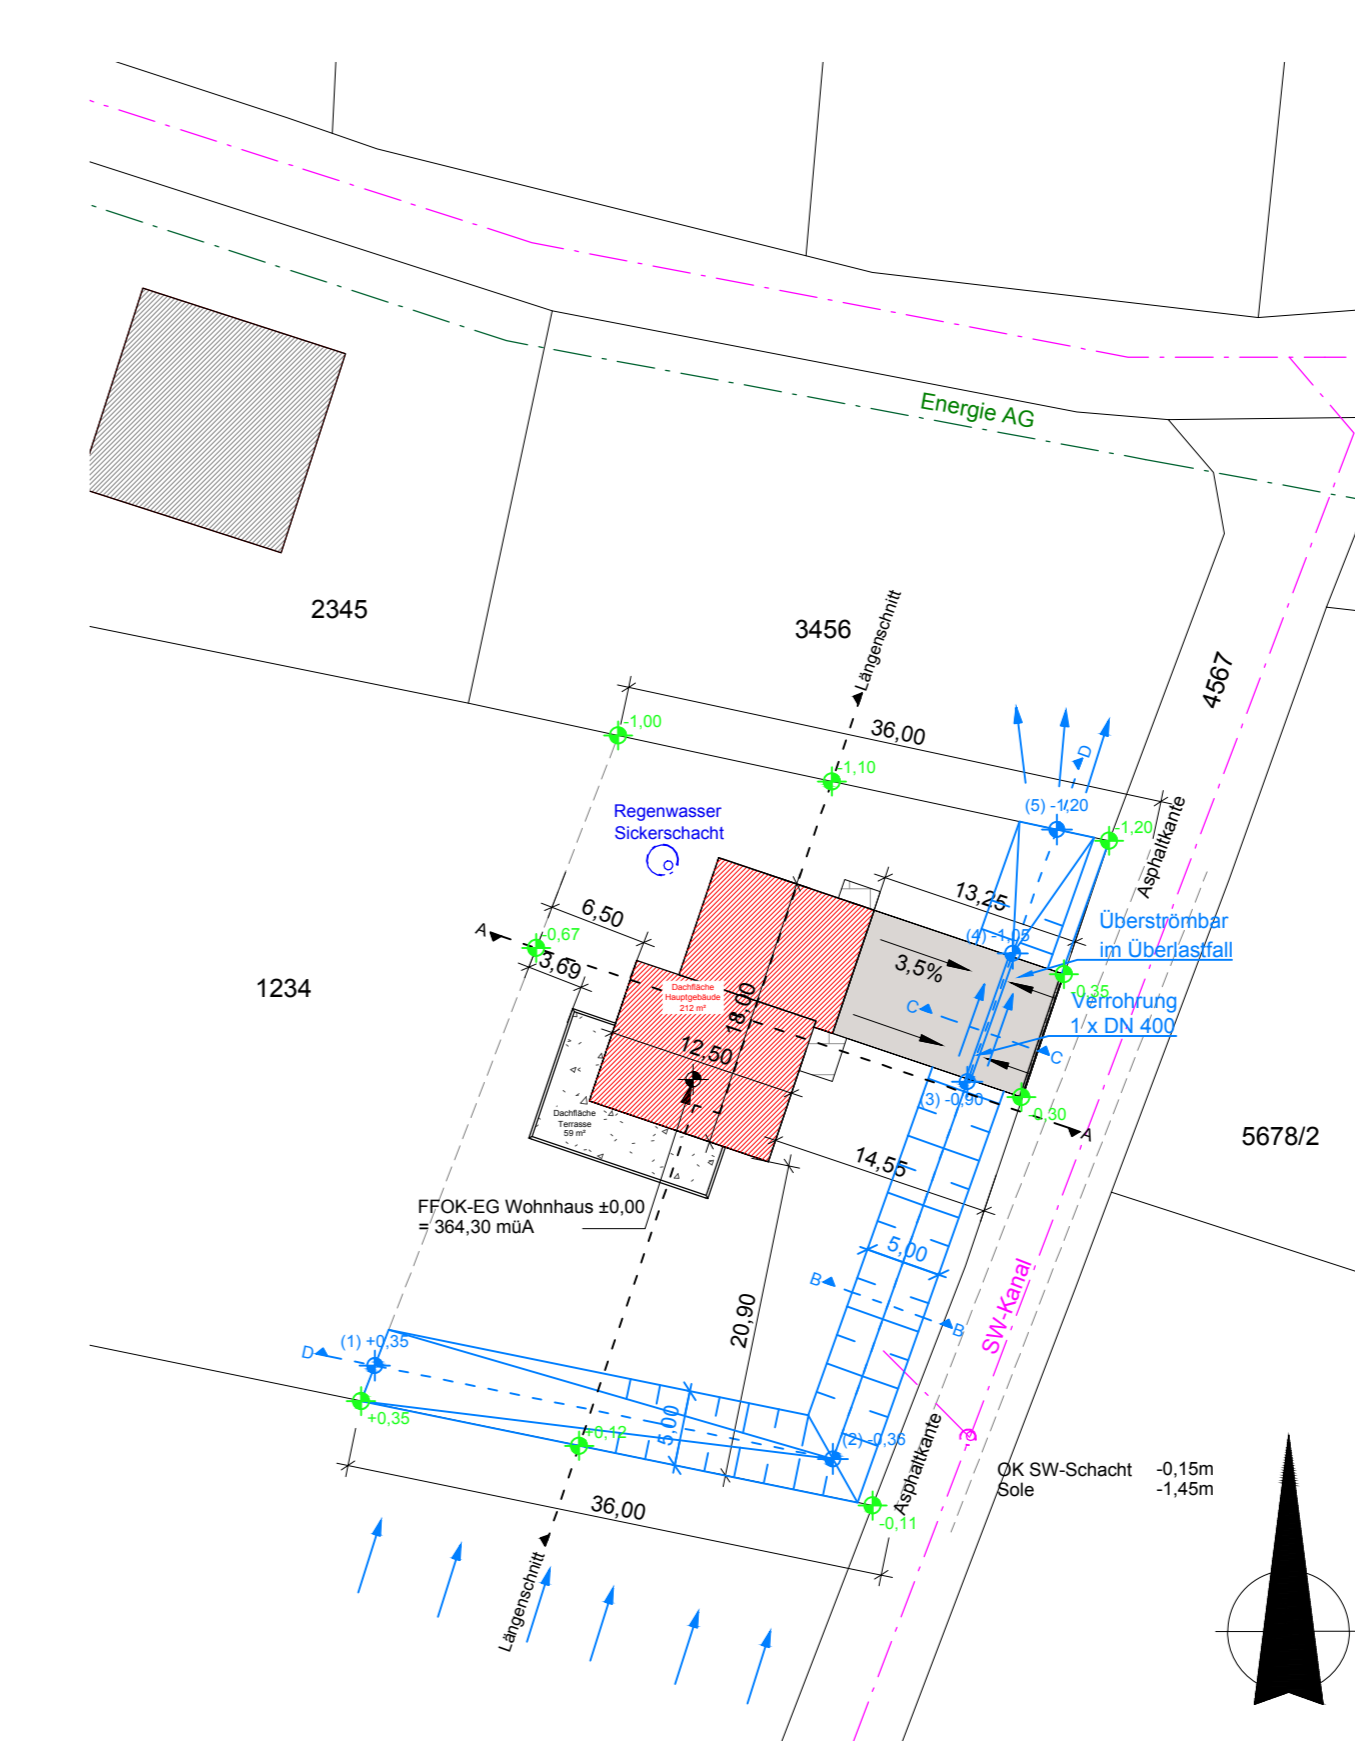 Energie AG
2345
3456
Längenschnitt
4567
36,00
-1,00
-1,10
D
(5) -1,20
-1,20
Asphaltkante
Regenwasser
Sickerschacht
13,25
6,50
A
-0,67
3,69
(4) -1,05
Überströmbar
im Überlastfall
3,5%
-0,35
1234
Dachfläche
Hauptgebäude
212 m²
18,00
C
Verrohrung
1 x DN 400
12,50
C
(3) -0,90
-0,30
A
5678/2
Dachfläche
Terrasse
59 m²
14,55
FFOK-EG Wohnhaus ±0,00
= 364,30 müA
5,00
B
B
SW-Kanal
20,90
(1) +0,35
D
+0,35
5,00
+0,12
(2) -0,36
Asphaltkante
OK SW-Schacht -0,15m
Sole -1,45m
-0,11
36,00
Längenschnitt